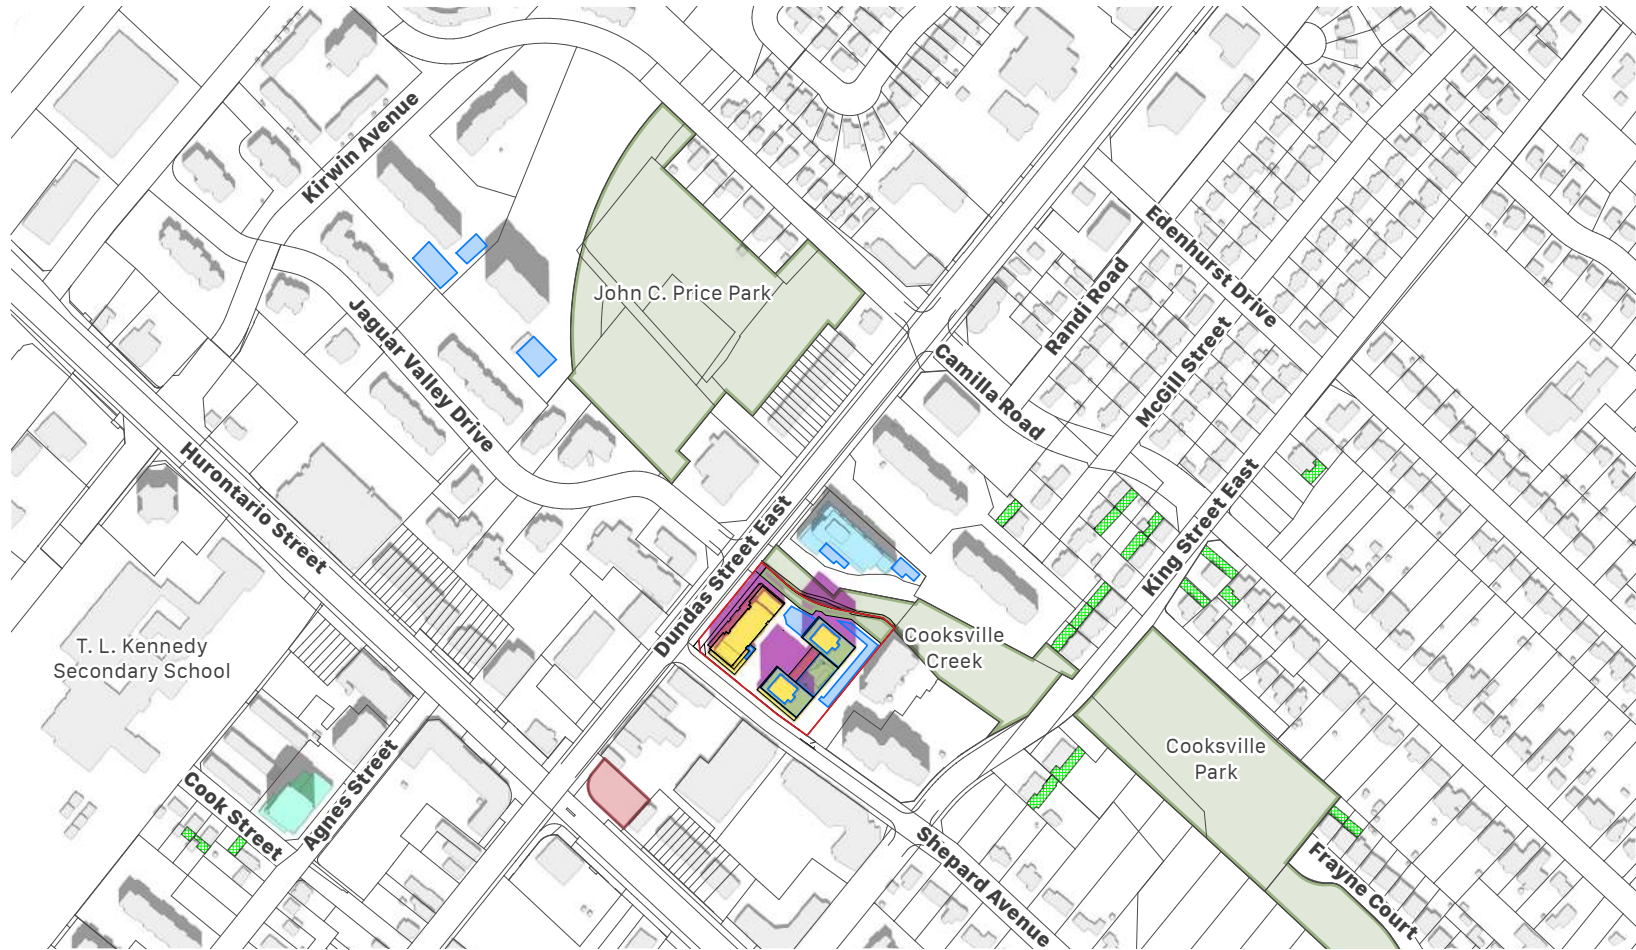 Kirwin Avenue
Edenhurst Drive
John C. Price Park
Randi Road
Jaguar Valley Drive
McGill Street
Camilla Road
Hurontario Street
King Street East
Dundas Street East
T. L. Kennedy
Secondary School
Cooksville
Creek
Cooksville
Park
Cook Street
Agnes Street
Shepard Avenue
Frayne Court